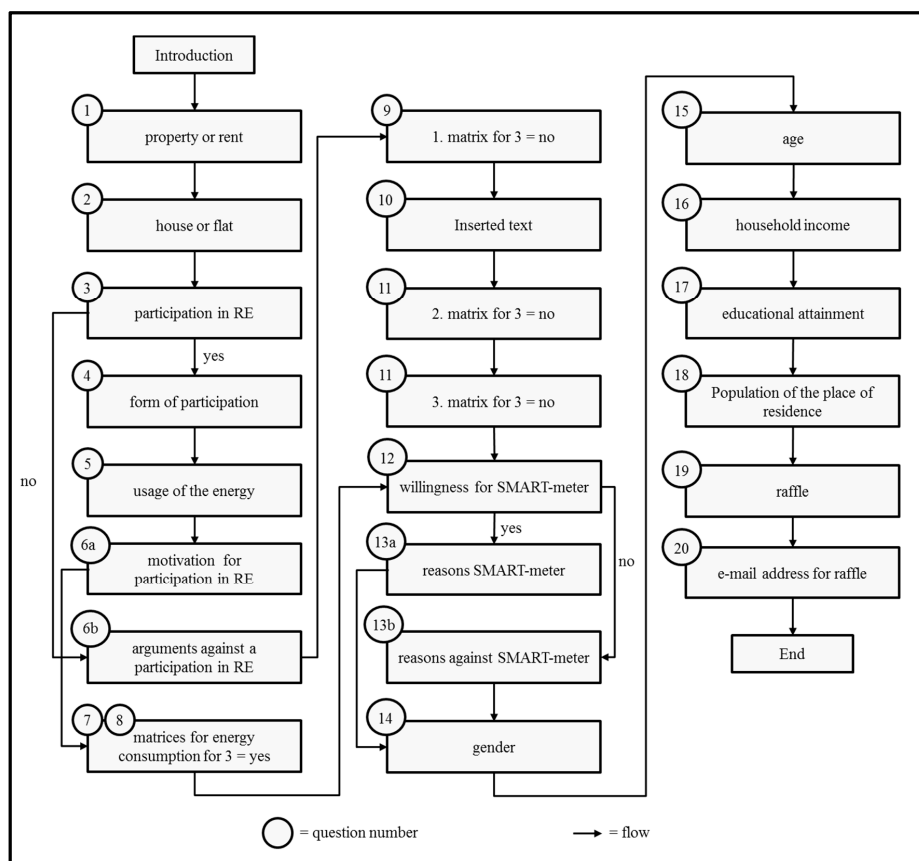 Introduction
1
property or rent
2
house or flat
3
participation in RE
yes
no
4
form of participation
5
usage of the energy
6a
motivation for
participation in RE
6b
arguments against a
participation in RE
7 8
matrices for energy
consumption for 3 = yes
9
1. matrix for 3 = no
10
Inserted text
11
2. matrix for 3 = no
11
3. matrix for 3 = no
12
willingness for SMART-meter
yes
no
13a
reasons SMART-meter
13b
reasons against SMART-meter
14
gender
15
age
16
household income
17
educational attainment
18
Population of the place of
residence
19
raffle
20
e-mail address for raffle
End
= question number
= flow